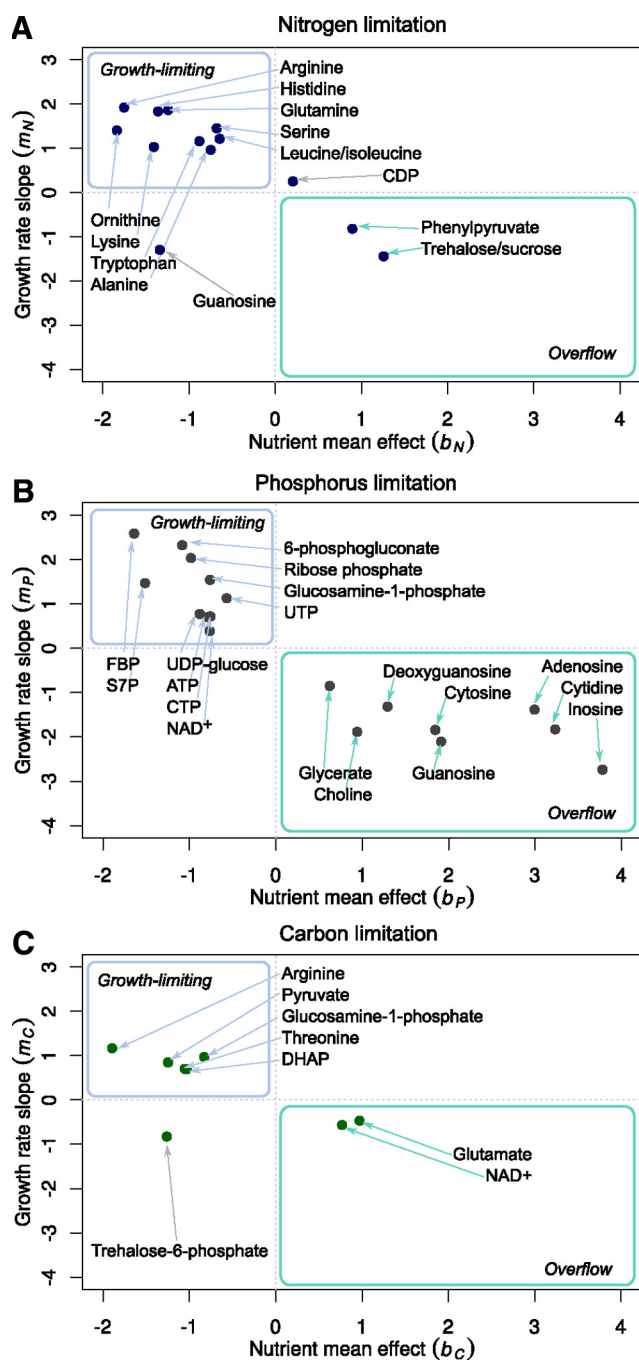 A
Nitrogen limitation
Growth-limiting
Arginine
Histidine
Glutamine
Serine
Leucine/isoleucine
CDP
Ornithine
Lysine
Tryptophan
Alanine
Guanosine
Phenylpyruvate
Trehalose/sucrose
Overflow
Growth rate slope (mN)
3
2
1
0
-1
-2
-3
-4
-2 -1 0 1 2 3 4
Nutrient mean effect (bN)
B
Phosphorus limitation
Growth-limiting
6-phosphogluconate
Ribose phosphate
Glucosamine-1-phosphate
UTP
FBP
S7P
UDP-glucose
ATP
CTP
NAD+
Deoxyguanosine
Cytosine
Adenosine
Cytidine
Inosine
Glycerate
Choline
Guanosine
Overflow
Growth rate slope (mP)
3
2
1
0
-1
-2
-3
-4
-2 -1 0 1 2 3 4
Nutrient mean effect (bP)
C
Carbon limitation
Growth-limiting
Arginine
Pyruvate
Glucosamine-1-phosphate
Threonine
DHAP
Glutamate
NAD+
Trehalose-6-phosphate
Overflow
Growth rate slope (mC)
3
2
1
0
-1
-2
-3
-4
-2 -1 0 1 2 3 4
Nutrient mean effect (bC)